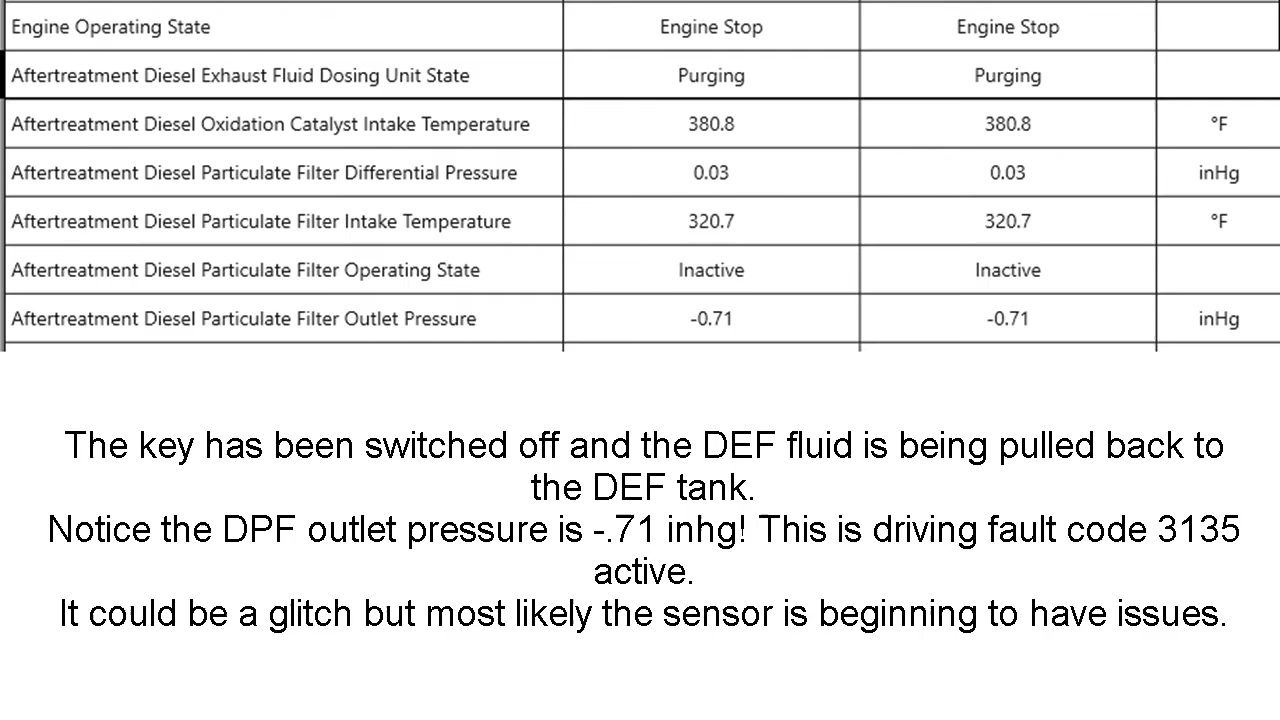 Engine Operating State Engine Stop Engine Stop
Aftertreatment Diesel Exhaust Fluid Dosing Unit State Purging Purging
Aftertreatment Diesel Oxidation Catalyst Intake Temperature 380.8 380.8 °F
Aftertreatment Diesel Particulate Filter Differential Pressure 0.03 0.03 inHg
Aftertreatment Diesel Particulate Filter Intake Temperature 320.7 320.7 °F
Aftertreatment Diesel Particulate Filter Operating State Inactive Inactive
Aftertreatment Diesel Particulate Filter Outlet Pressure -0.71 -0.71 inHg
The key has been switched off and the DEF fluid is being pulled back to
the DEF tank.
Notice the DPF outlet pressure is -.71 inhg! This is driving fault code 3135
active.
It could be a glitch but most likely the sensor is beginning to have issues.